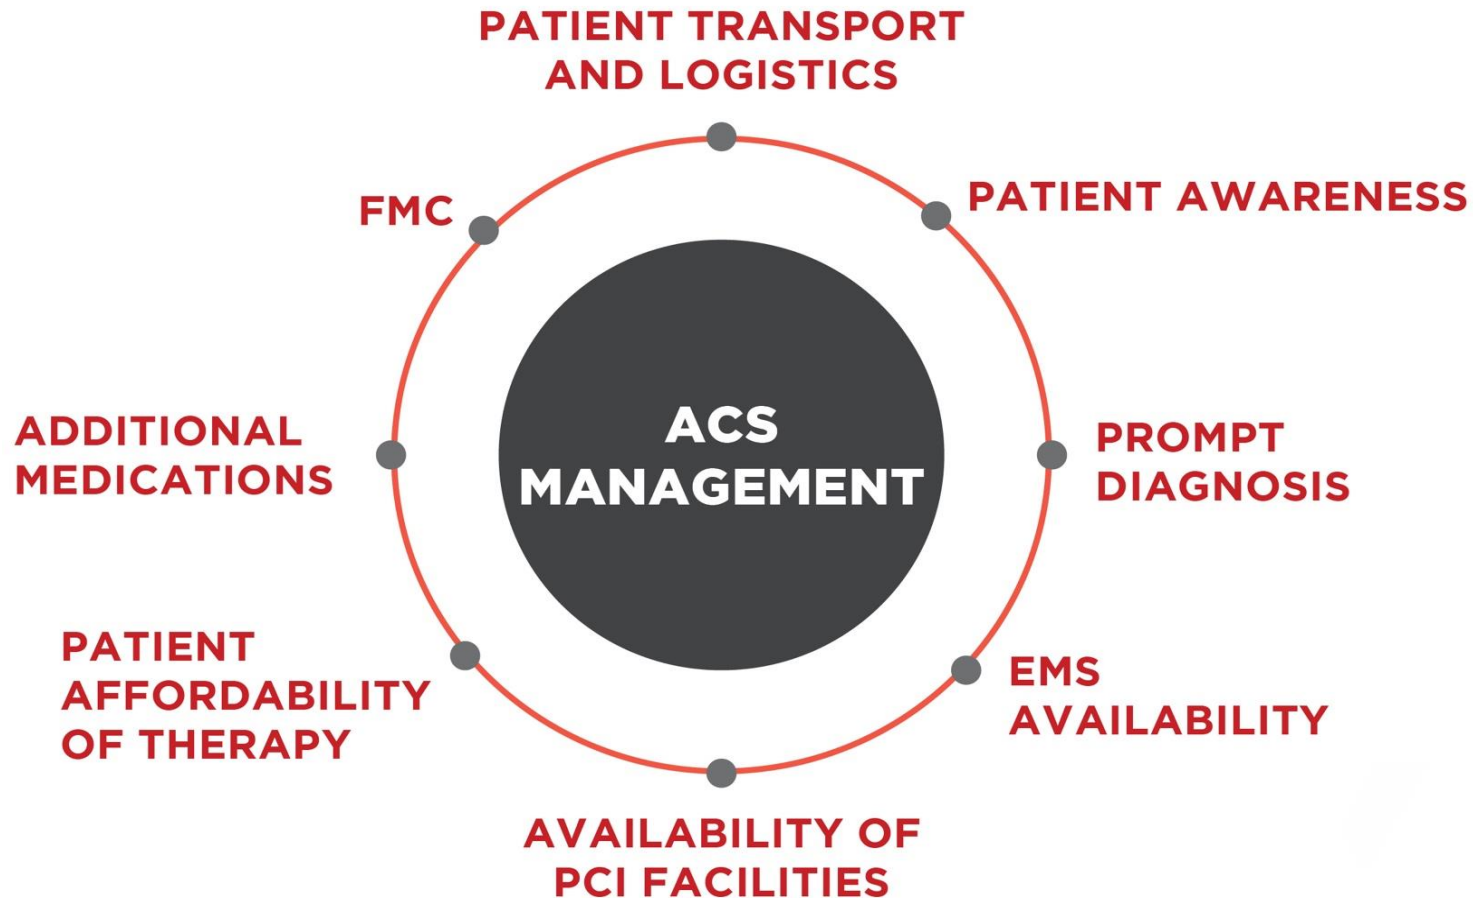 PATIENT TRANSPORT
AND LOGISTICS
PATIENT AWARENESS
PROMPT
DIAGNOSIS
EMS
AVAILABILITY
AVAILABILITY OF
PCI FACILITIES
PATIENT
AFFORDABILITY
OF THERAPY
ADDITIONAL
MEDICATIONS
FMC
ACS
MANAGEMENT